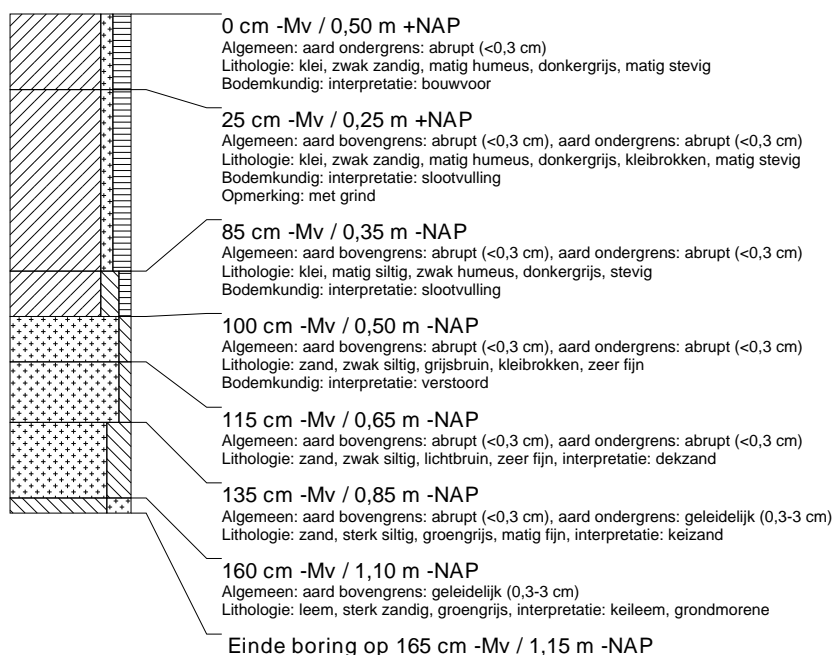 0 cm -Mv / 0,50 m +NAP
Algemeen: aard ondergrens: abrupt (<0,3 cm)
Lithologie: klei, zwak zandig, matig humeus, donkergrijs, matig stevig
Bodemkundig: interpretatie: bouwvoor
25 cm -Mv / 0,25 m +NAP
Algemeen: aard bovengrens: abrupt (<0,3 cm), aard ondergrens: abrupt (<0,3 cm)
Lithologie: klei, zwak zandig, matig humeus, donkergrijs, kleibrokken, matig stevig
Bodemkundig: interpretatie: slootvulling
Opmerking: met grind
85 cm -Mv / 0,35 m -NAP
Algemeen: aard bovengrens: abrupt (<0,3 cm), aard ondergrens: abrupt (<0,3 cm)
Lithologie: klei, matig siltig, zwak humeus, donkergrijs, stevig
Bodemkundig: interpretatie: slootvulling
100 cm -Mv / 0,50 m -NAP
Algemeen: aard bovengrens: abrupt (<0,3 cm), aard ondergrens: abrupt (<0,3 cm)
Lithologie: zand, zwak siltig, grijsbruin, kleibrokken, zeer fijn
Bodemkundig: interpretatie: verstoord
115 cm -Mv / 0,65 m -NAP
Algemeen: aard bovengrens: abrupt (<0,3 cm), aard ondergrens: abrupt (<0,3 cm)
Lithologie: zand, zwak siltig, lichtbruin, zeer fijn, interpretatie: dekzand
135 cm -Mv / 0,85 m -NAP
Algemeen: aard bovengrens: abrupt (<0,3 cm), aard ondergrens: geleidelijk (0,3-3 cm)
Lithologie: zand, sterk siltig, groengrijs, matig fijn, interpretatie: keizand
160 cm -Mv / 1,10 m -NAP
Algemeen: aard bovengrens: geleidelijk (0,3-3 cm)
Lithologie: leem, sterk zandig, groengrijs, interpretatie: keileem, grondmorene
Einde boring op 165 cm -Mv / 1,15 m -NAP